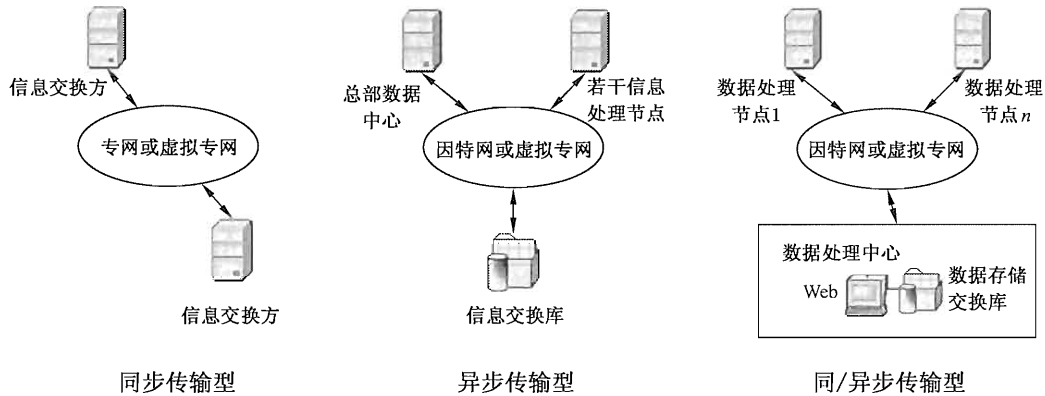 信息交换方
专网或虚拟专网
信息交换方
同步传输型
总部数据
中心
若干信息
处理节点
因特网或虚拟专网
信息交换库
异步传输型
数据处理
节点1
数据处理
节点n
因特网或虚拟专网
数据处理中心
Web
数据存储
交换库
同/异步传输型